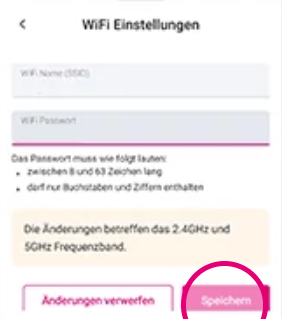 WiFi Einstellungen
WiFi Name (SSID)
WiFi Passwort
Das Passwort muss wie folgt lauten:
• zwischen 8 und 63 Zeichen lang
• darf nur Buchstaben und Ziffern enthalten
Die Änderungen betreffen das 2.4GHz und
5GHz Frequenzband.
Änderungen verwerfen
Speichern